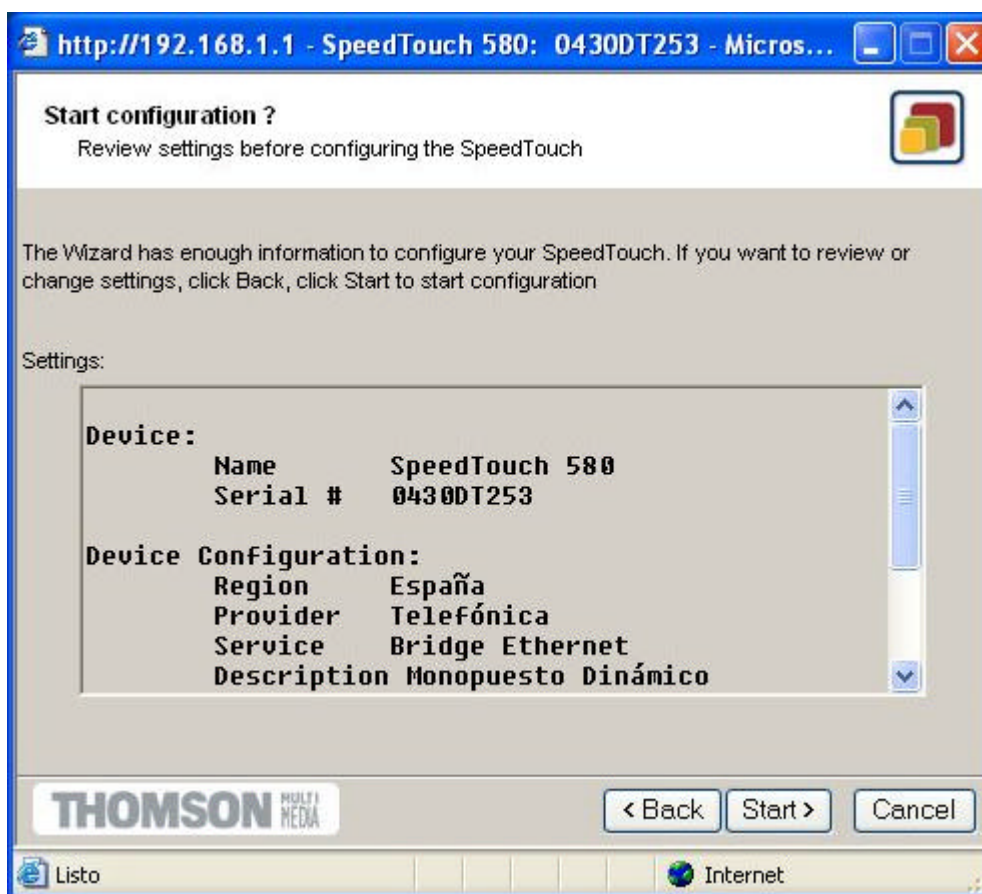 http://192.168.1.1 - SpeedTouch 580: 0430DT253 - Micros...
Start configuration ?
Review settings before configuring the SpeedTouch
The Wizard has enough information to configure your SpeedTouch. If you want to review or
change settings, click Back, click Start to start configuration
Settings:
Device:
Name SpeedTouch 580
Serial # 0430DT253
Device Configuration:
Region España
Provider Telefónica
Service Bridge Ethernet
Description Monopuesto Dinámico
THOMSON MULTI MEDIA
< Back Start > Cancel
Listo Internet